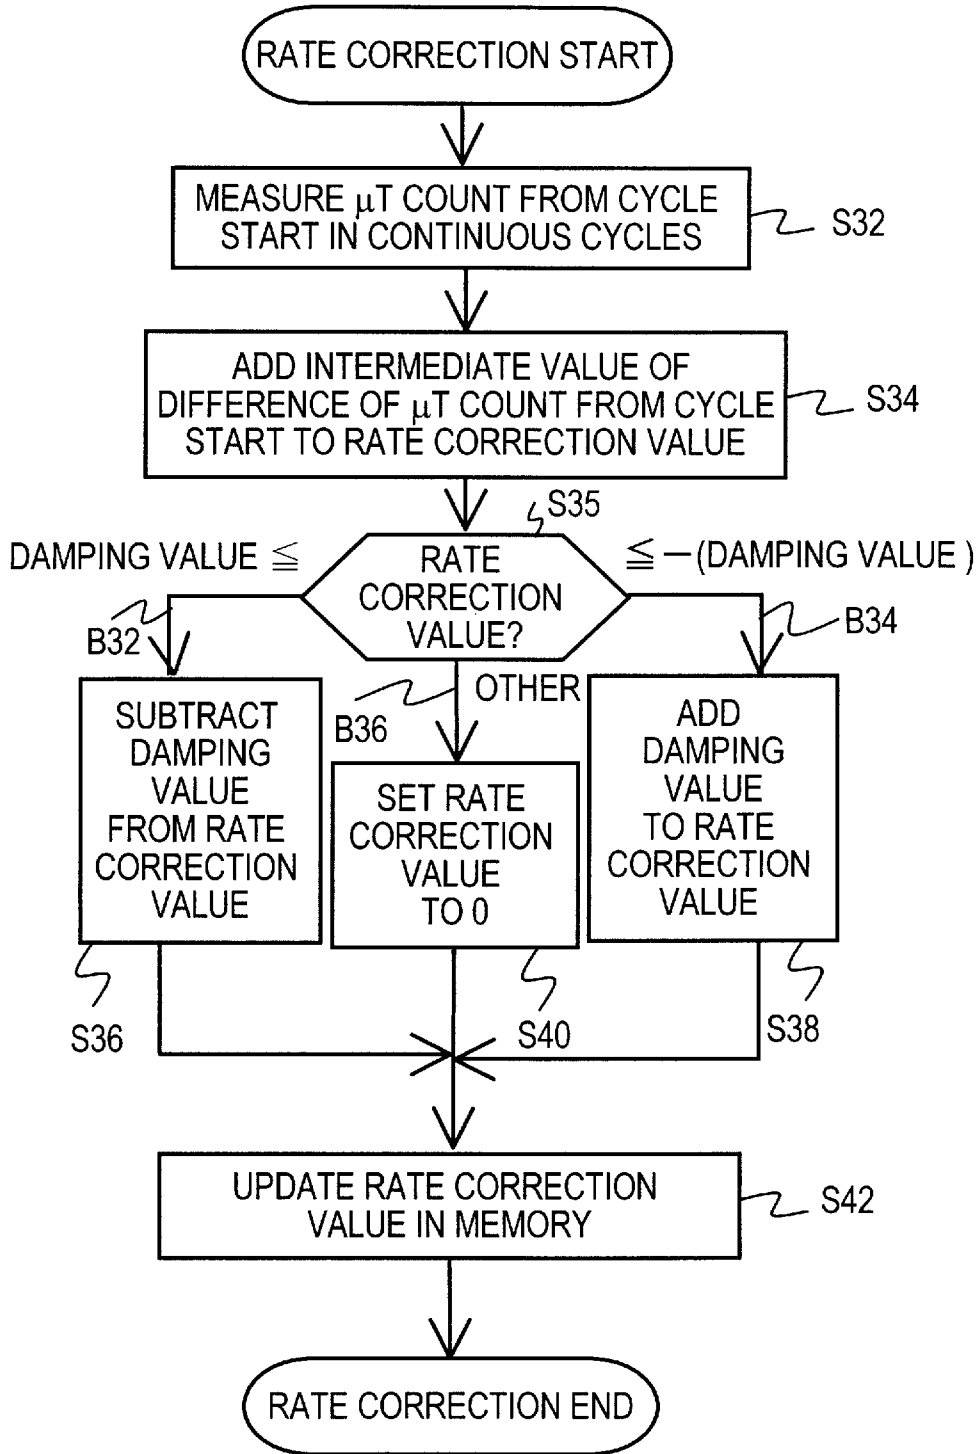 RATE CORRECTION START
MEASURE μT COUNT FROM CYCLE
START IN CONTINUOUS CYCLES
S32
ADD INTERMEDIATE VALUE OF
DIFFERENCE OF μT COUNT FROM CYCLE
START TO RATE CORRECTION VALUE
S34
S35
DAMPING VALUE ≦
RATE
CORRECTION
VALUE?
≦ −(DAMPING VALUE )
B32
B34
B36
OTHER
SUBTRACT
DAMPING
VALUE
FROM RATE
CORRECTION
VALUE
SET RATE
CORRECTION
VALUE
TO 0
ADD
DAMPING
VALUE
TO RATE
CORRECTION
VALUE
S36
S40
S38
UPDATE RATE CORRECTION
VALUE IN MEMORY
S42
RATE CORRECTION END